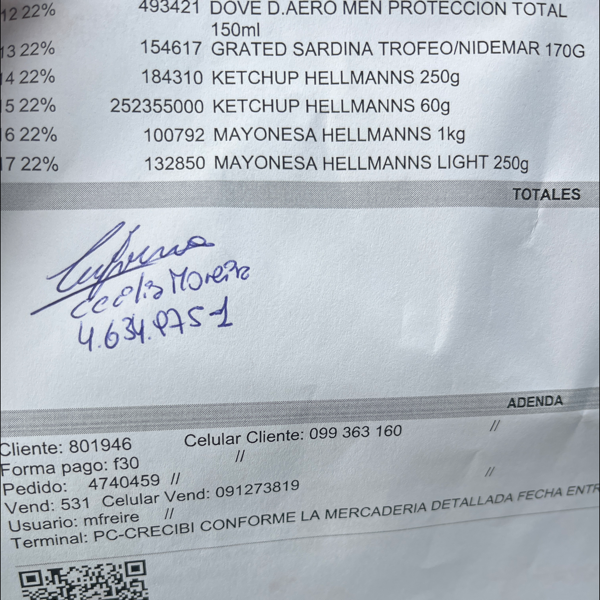 12 22% 493421 DOVE D.AERO MEN PROTECCION TOTAL
150ml
13 22% 154617 GRATED SARDINA TROFEO/NIDEMAR 170G
14 22% 184310 KETCHUP HELLMANNS 250g
15 22% 252355000 KETCHUP HELLMANNS 60g
16 22% 100792 MAYONESA HELLMANNS 1kg
17 22% 132850 MAYONESA HELLMANNS LIGHT 250g
TOTALES
Cecilia Moreira
4.634.975-1
ADENDA
Cliente: 801946 Celular Cliente: 099 363 160 //
Forma pago: f30 //
Pedido: 4740459 //
Vend: 531 Celular Vend: 091273819 //
Usuario: mfreire //
Terminal: PC-CRECIBI CONFORME LA MERCADERIA DETALLADA FECHA ENTR